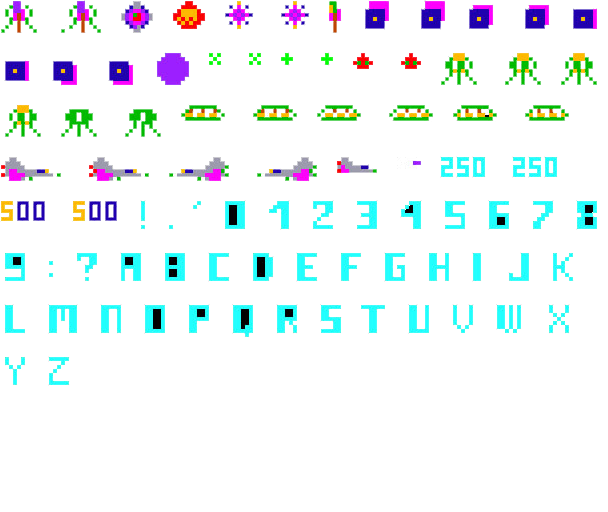 250 250
500 500 ! . ' 0 1 2 3 4 5 6 7 8
9 : ? A B C D E F G H I J K
L M N O P Q R S T U V W X
Y Z